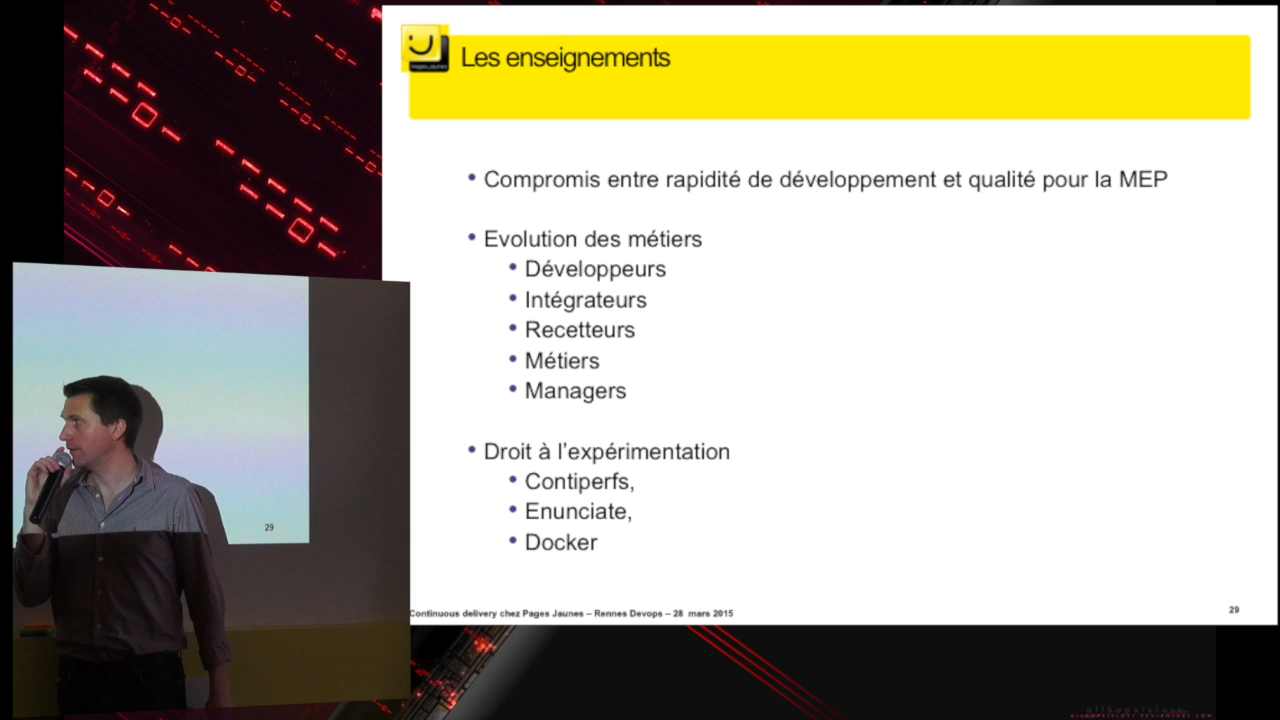 Les enseignements
• Compromis entre rapidité de développement et qualité pour la MEP
• Evolution des métiers
• Développeurs
• Intégrateurs
• Recetteurs
• Métiers
• Managers
• Droit à l'expérimentation
• Contiperfs,
• Enunciate,
• Docker
Continuous delivery chez Pages Jaunes – Rennes Devops – 28 mars 2015
29
29